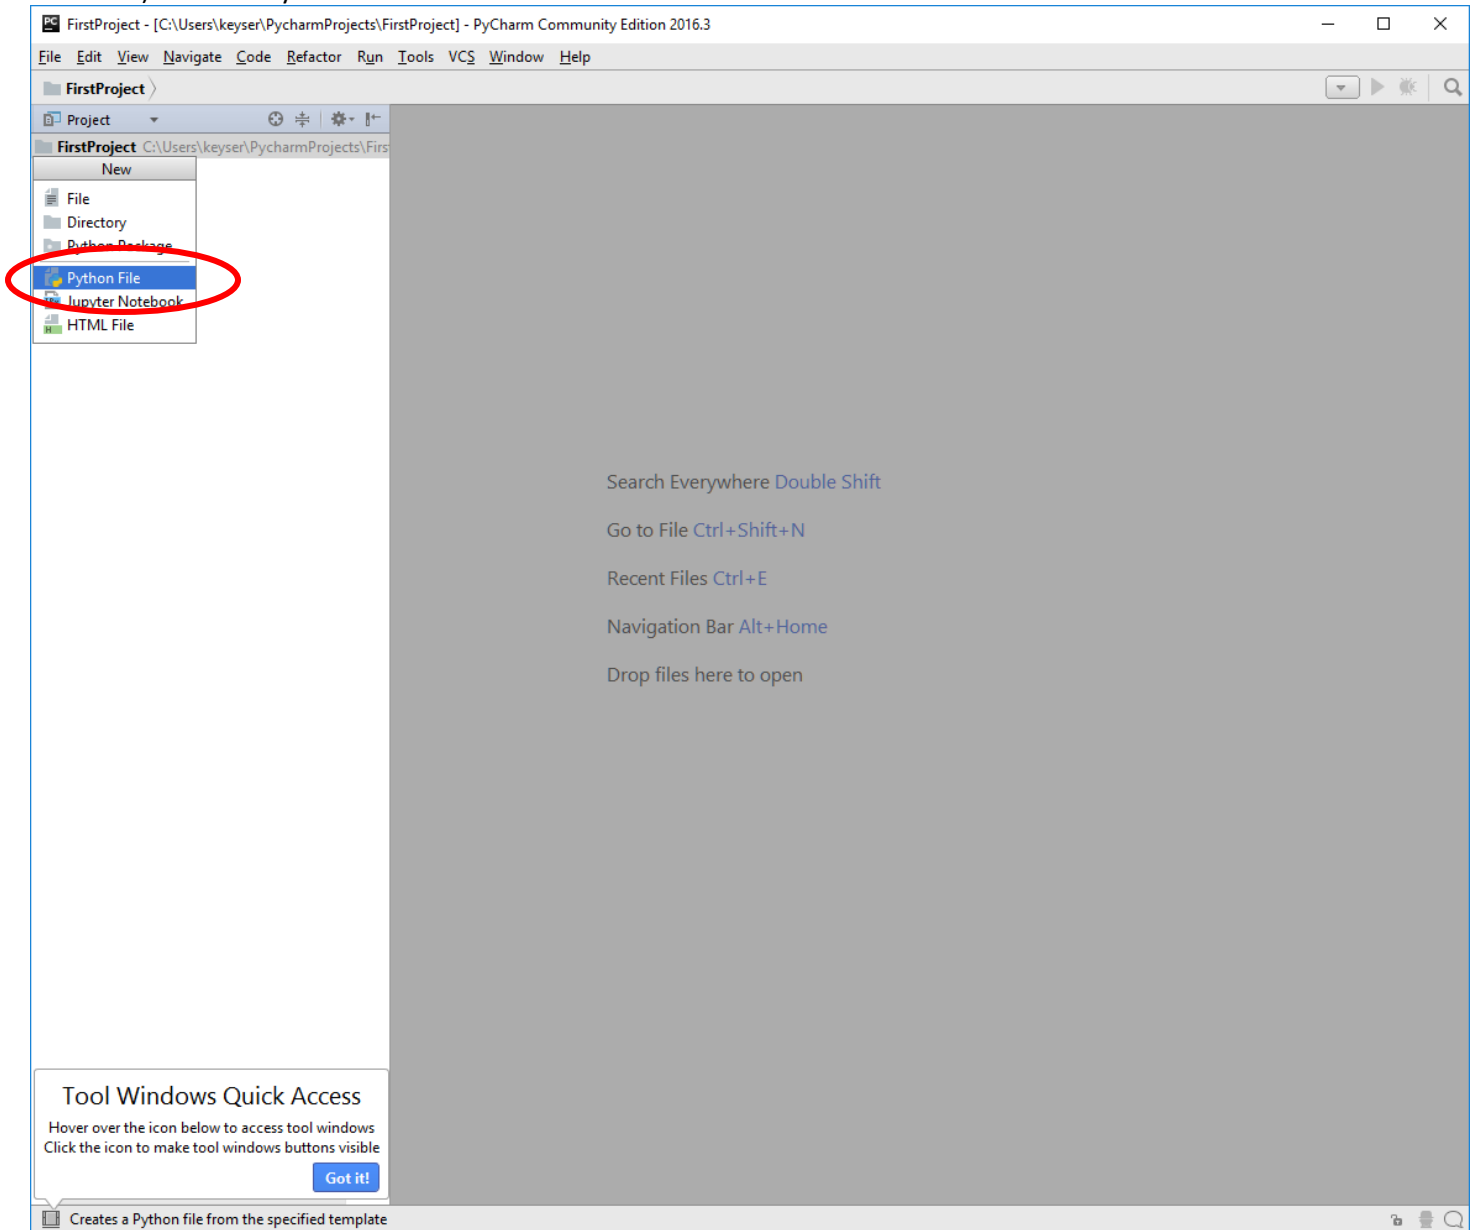 FirstProject - [C:\Users\keyser\PycharmProjects\FirstProject] - PyCharm Community Edition 2016.3
File Edit View Navigate Code Refactor Run Tools VCS Window Help
FirstProject
Project
FirstProject C:\Users\keyser\PycharmProjects\Firs
New
File
Directory
Python Package
Python File
Jupyter Notebook
HTML File
Search Everywhere Double Shift
Go to File Ctrl+Shift+N
Recent Files Ctrl+E
Navigation Bar Alt+Home
Drop files here to open
Tool Windows Quick Access
Hover over the icon below to access tool windows
Click the icon to make tool windows buttons visible
Got it!
Creates a Python file from the specified template